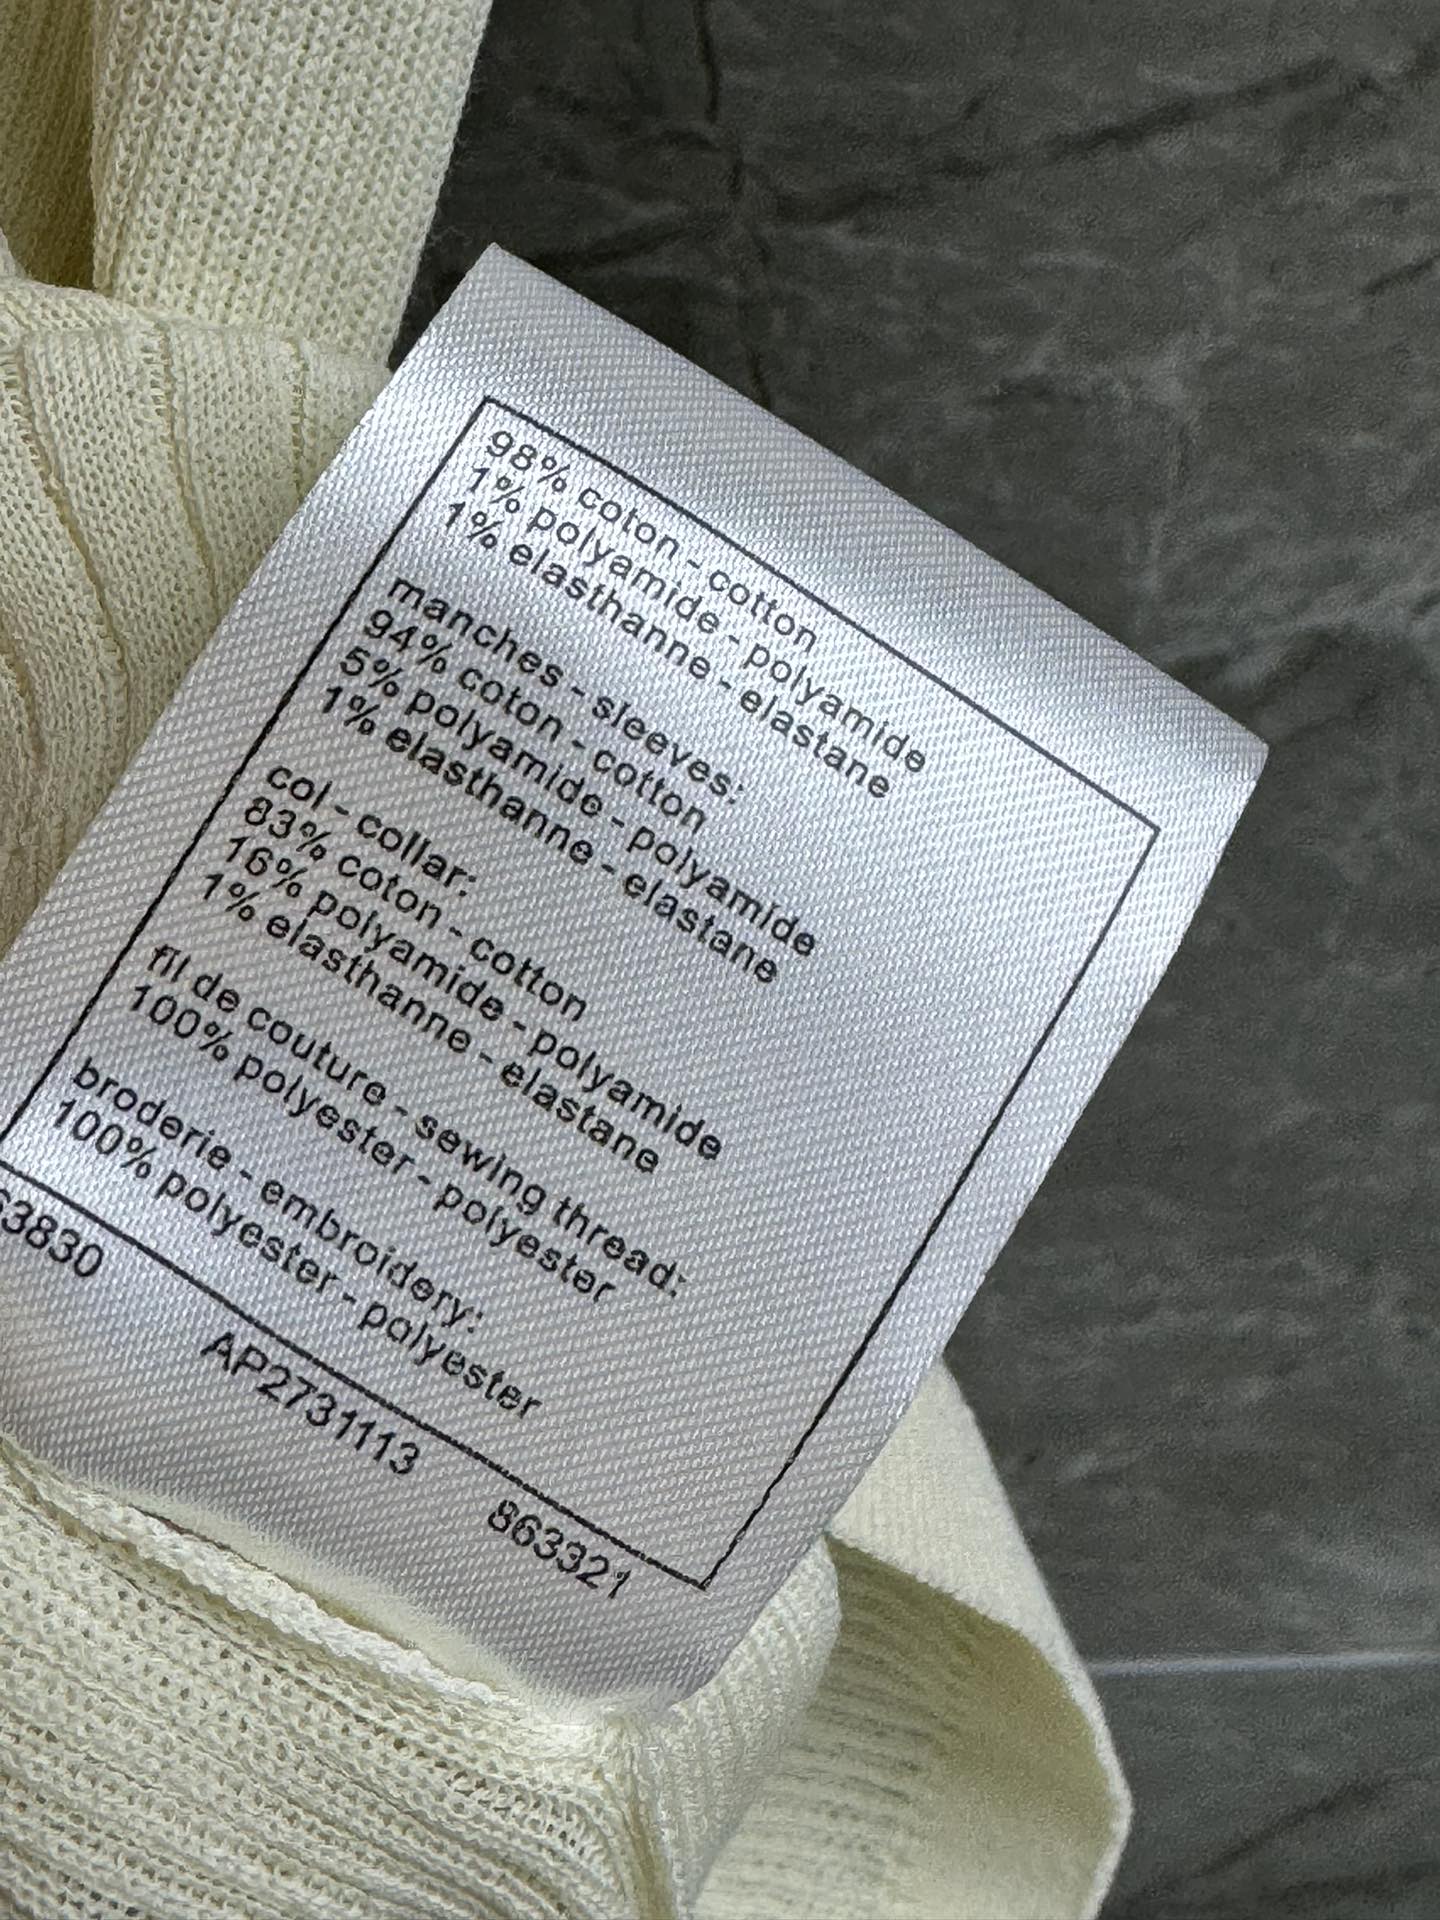 98% coton - cotton
1% polyamide - polyamide
1% elasthanne - elastane
manches - sleeves:
94% coton - cotton
5% polyamide - polyamide
1% elasthanne - elastane
col - collar:
83% coton - cotton
16% polyamide - polyamide
1% elasthanne - elastane
fil de couture - sewing thread:
100% polyester - polyester
broderie - embroidery:
100% polyester - polyester
63830 AP2731113 863321